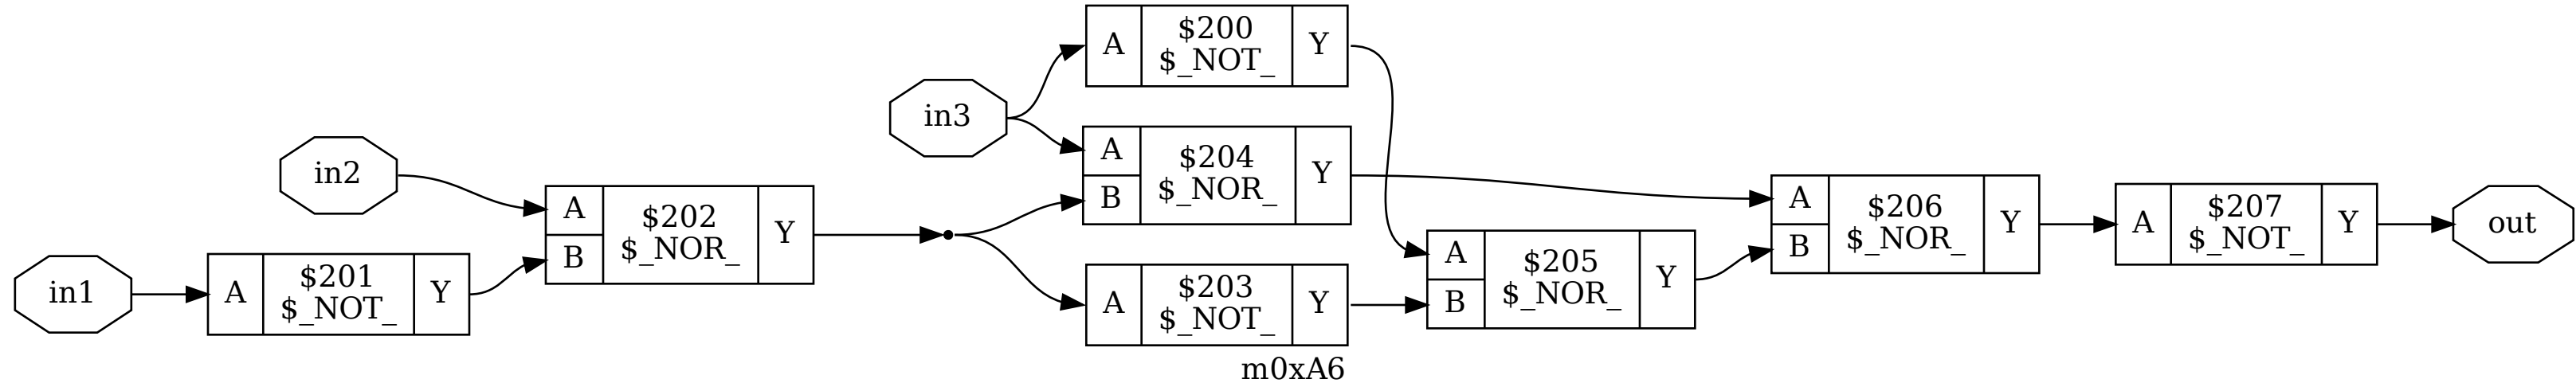 in1
A
$201
$_NOT_
Y
in2
A
B
$202
$_NOR_
Y
in3
A
$200
$_NOT_
Y
A
B
$204
$_NOR_
Y
A
$203
$_NOT_
Y
A
B
$205
$_NOR_
Y
A
B
$206
$_NOR_
Y
A
$207
$_NOT_
Y
out
m0xA6